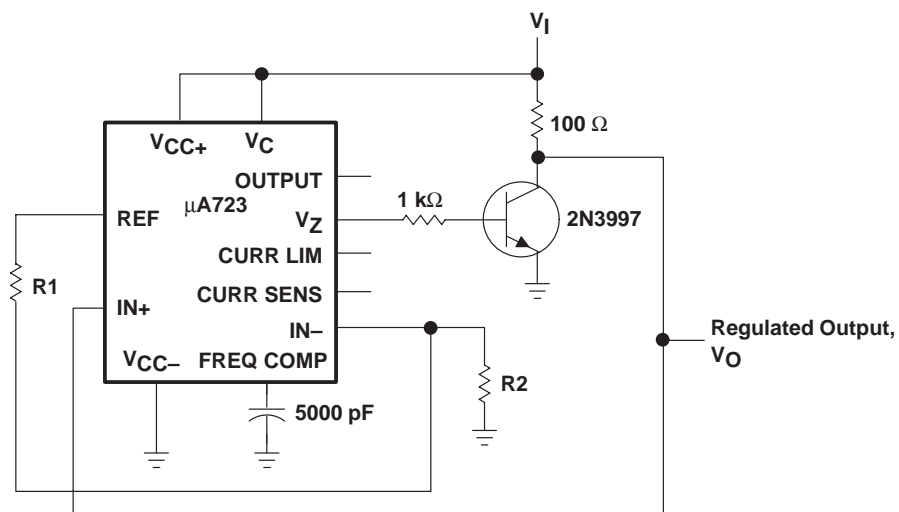 VI
100 Ω
VCC+
VC
OUTPUT
μA723
REF
VZ
1 kΩ
2N3997
CURR LIM
R1
IN+
CURR SENS
IN–
Regulated Output,
VO
VCC–
FREQ COMP
R2
5000 pF